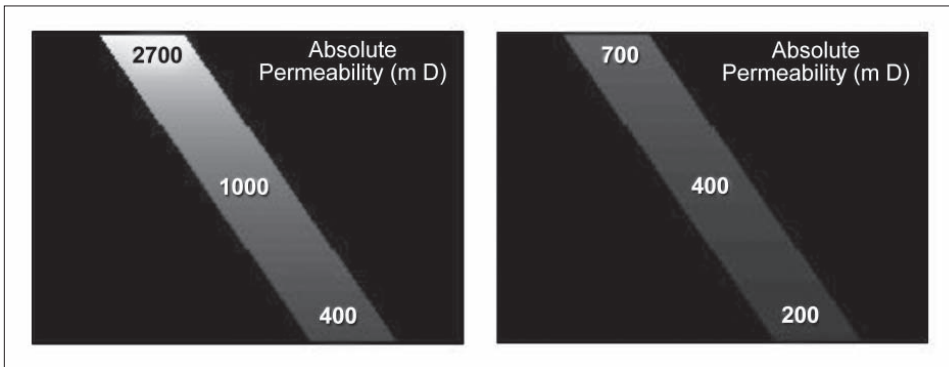 2700
Absolute
Permeability (m D)
1000
400
700
Absolute
Permeability (m D)
400
200